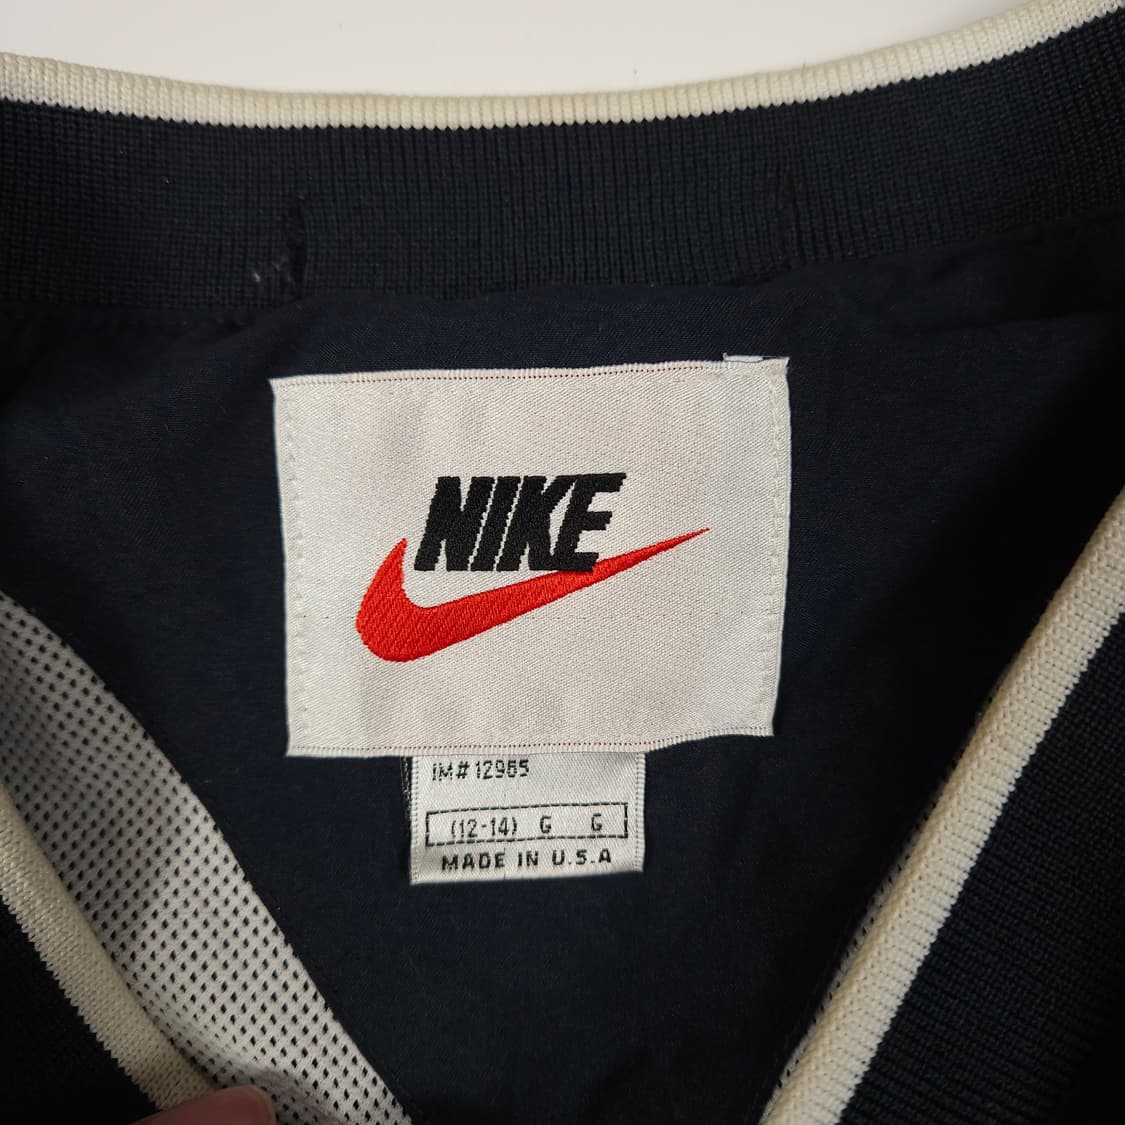 NIKE
IM# 12965
(12-14) G G
MADE IN U.S.A